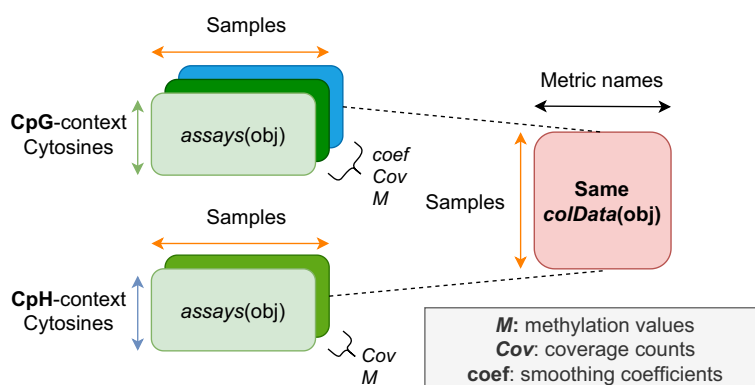 Samples
CpG-context
Cytosines
assays(obj)
coef
Cov
M
Samples
CpH-context
Cytosines
assays(obj)
Cov
M
Metric names
Samples
Same
colData(obj)
M: methylation values
Cov: coverage counts
coef: smoothing coefficients